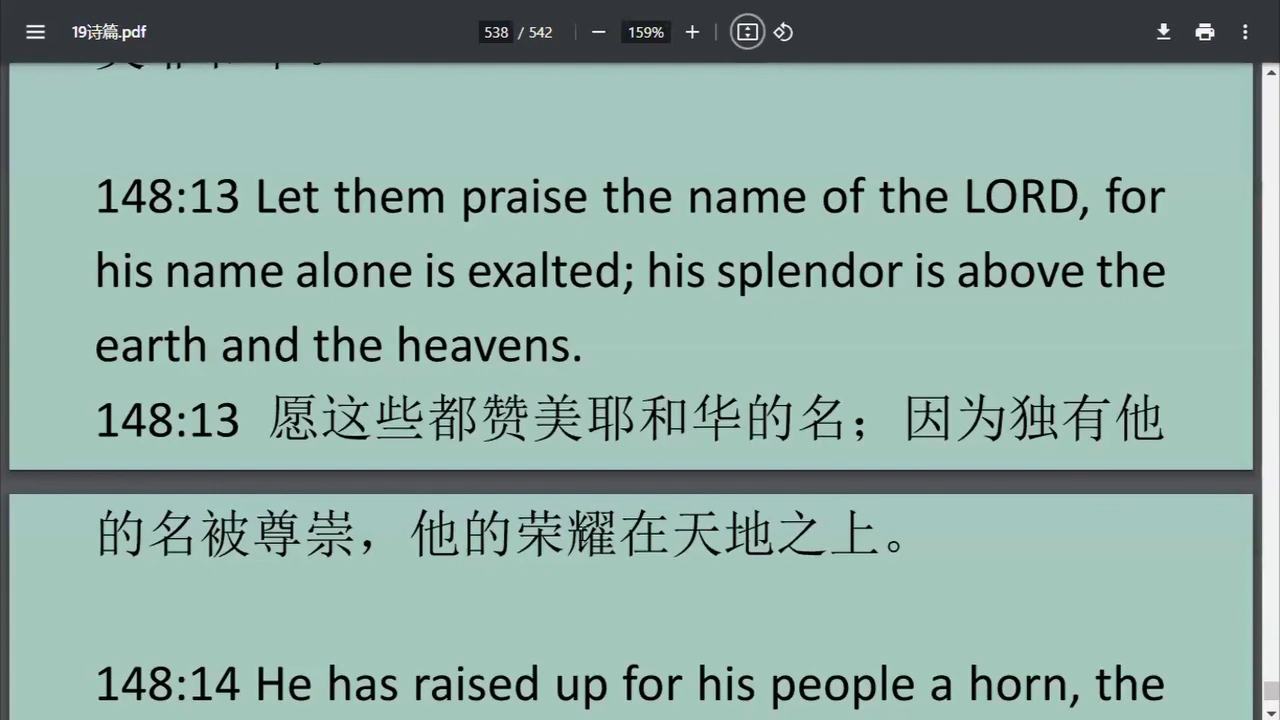 19诗篇.pdf
538 / 542
159%
148:13 Let them praise the name of the LORD, for
his name alone is exalted; his splendor is above the
earth and the heavens.
148:13 愿这些都赞美耶和华的名；因为独有他
的名被尊崇，他的荣耀在天地之上。
148:14 He has raised up for his people a horn, the